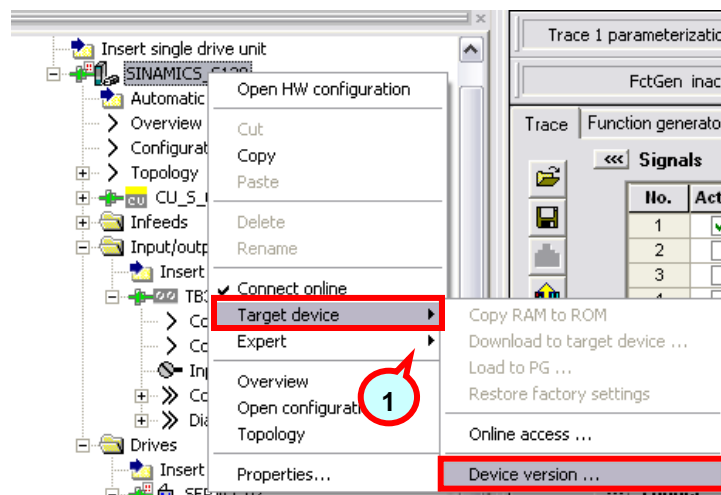 Insert single drive unit
SINAMICS_S120
Automatic
Overview
Configurat
Topology
CU_S_
Infeeds
Input/outp
Insert
TB3
Co
Co
Inp
Co
Dia
Drives
Insert
Open HW configuration
Cut
Copy
Paste
Delete
Rename
Connect online
Target device
Expert
Overview
Open configurati
Topology
Properties...
1
Copy RAM to ROM
Download to target device ...
Load to PG ...
Restore factory settings
Online access ...
Device version ...
Trace 1 parameterizatio
FctGen inac
Trace Function generato
Signals
No. Act
1
2
3